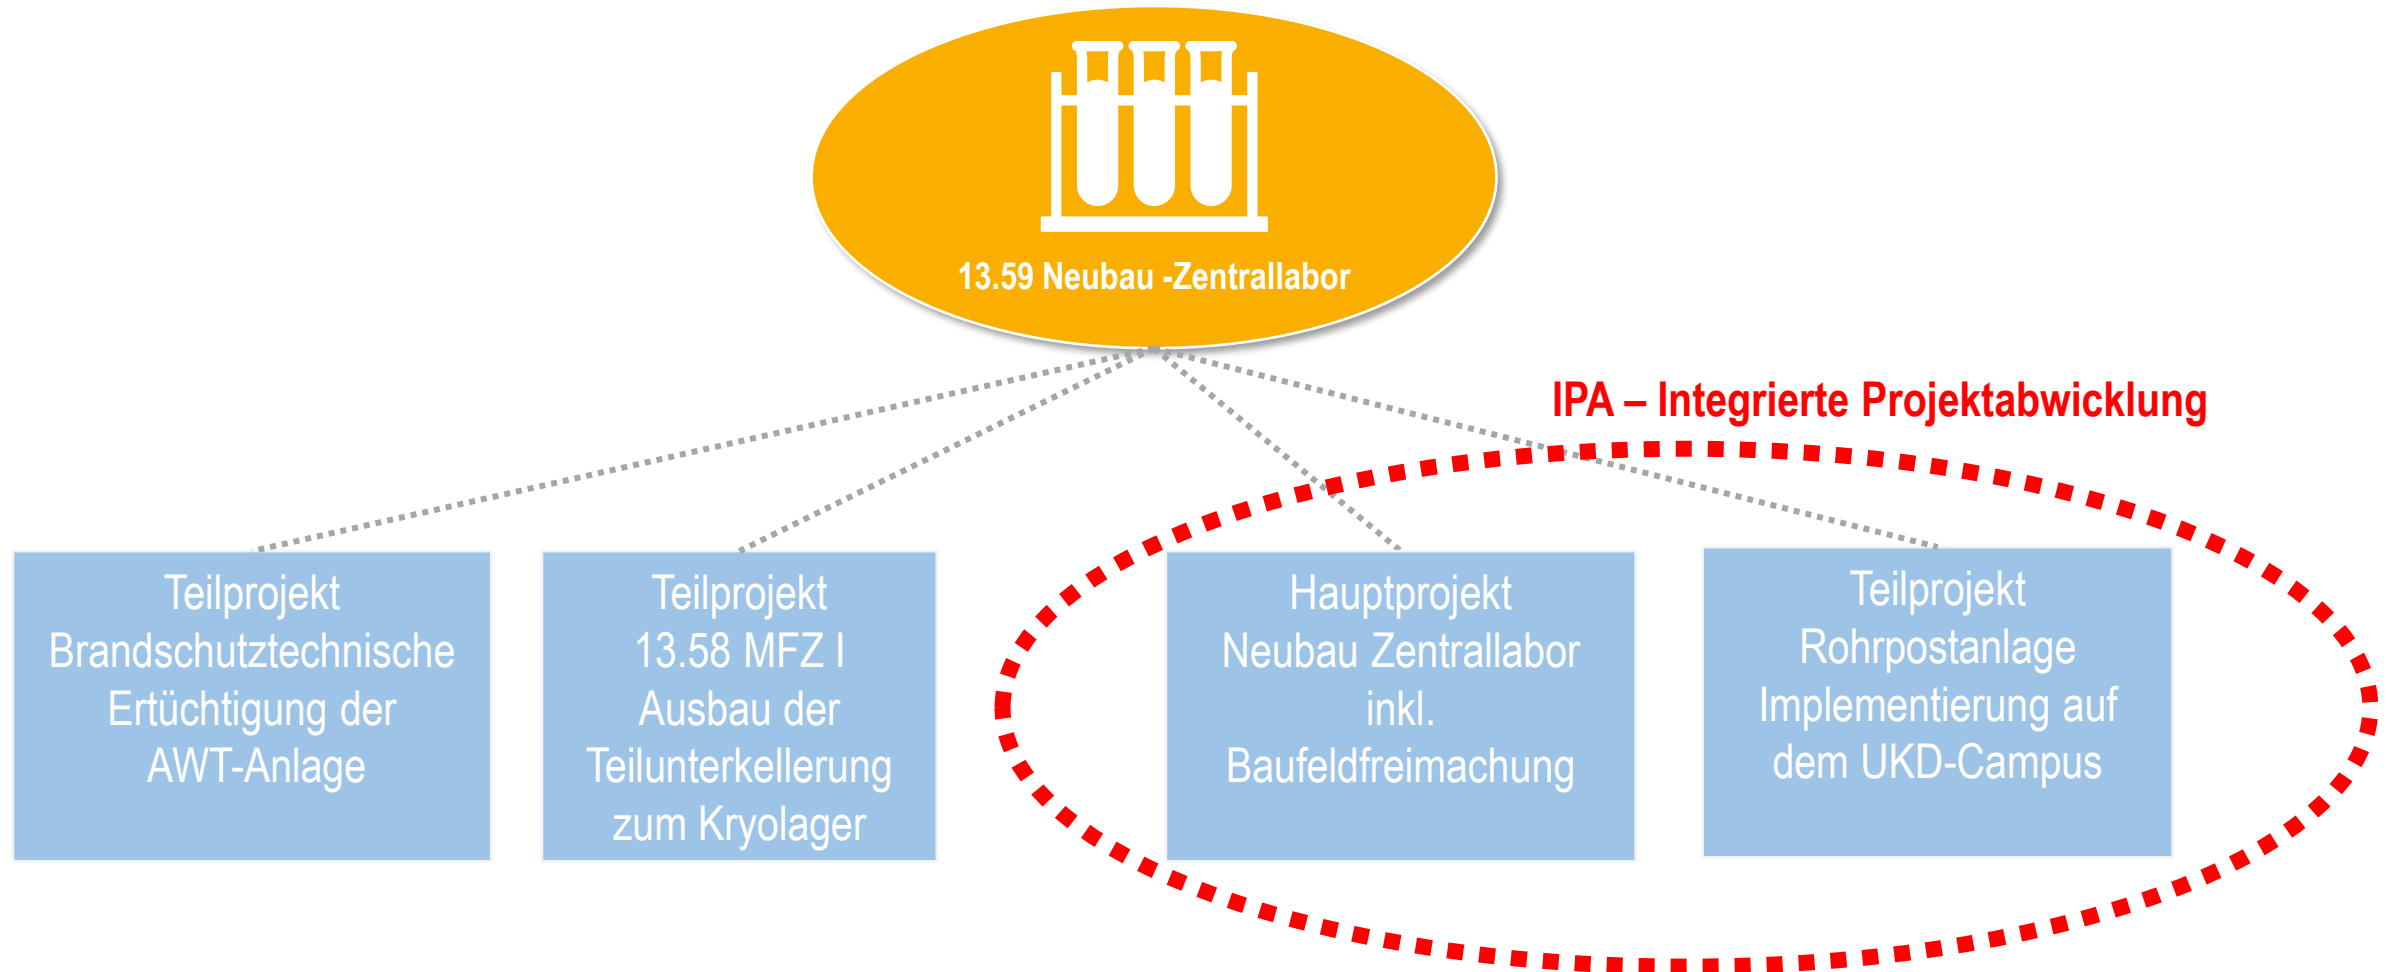 13.59 Neubau -Zentrallabor
IPA – Integrierte Projektabwicklung
Teilprojekt
Brandschutztechnische
Ertüchtigung der
AWT-Anlage
Teilprojekt
13.58 MFZ I
Ausbau der
Teilunterkellerung
zum Kryolager
Hauptprojekt
Neubau Zentrallabor
inkl.
Baufeldfreimachung
Teilprojekt
Rohrpostanlage
Implementierung auf
dem UKD-Campus